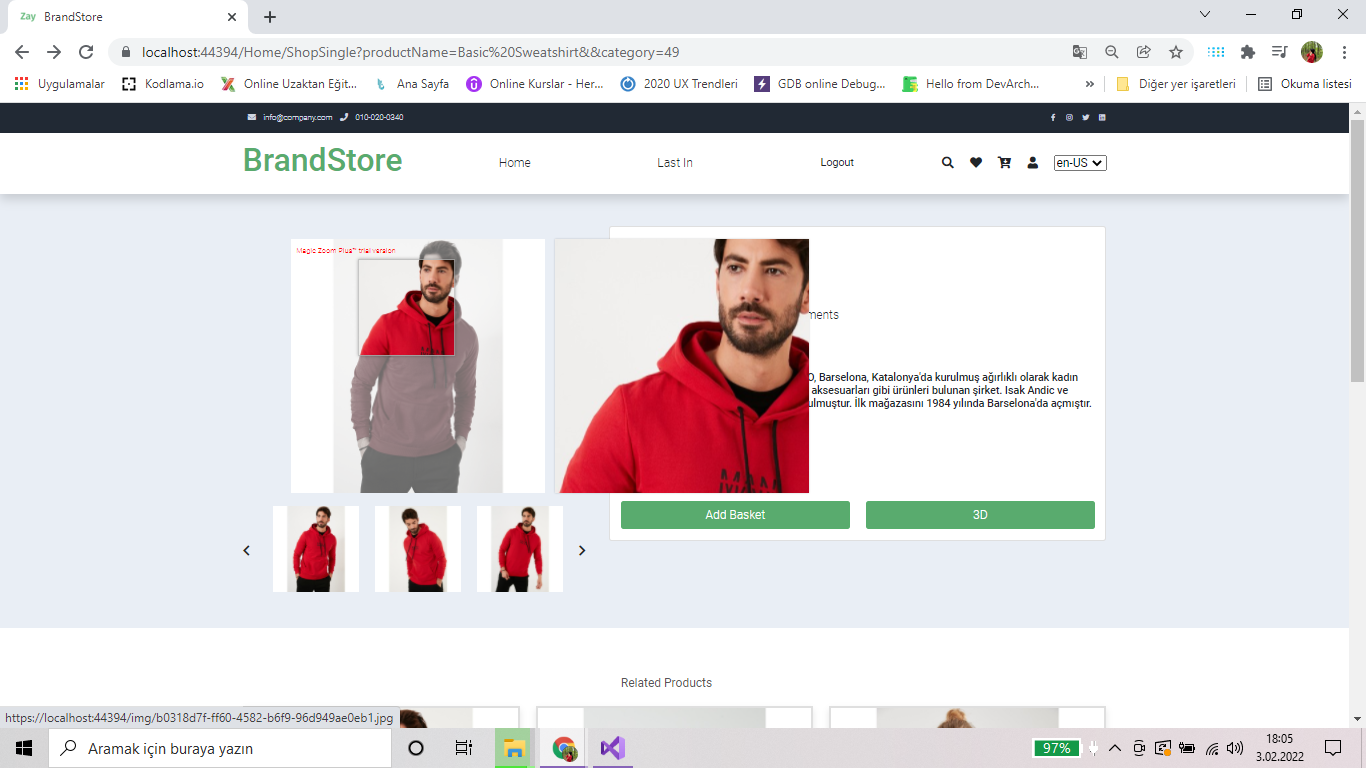 Zay BrandStore
localhost:44394/Home/ShopSingle?productName=Basic%20Sweatshirt&&category=49
Uygulamalar Kodlama.io Online Uzaktan Eğit... Ana Sayfa Online Kurslar - Her... 2020 UX Trendleri GDB online Debug... Hello from DevArch... » Diğer yer işaretleri Okuma listesi
info@company.com 010-020-0340
BrandStore Home Last In Logout en-US
Magic Zoom Plus™ trial version
ments
O, Barselona, Katalonya'da kurulmuş ağırlıklı olarak kadın
aksesuarları gibi ürünleri bulunan şirket. Isak Andic ve
ulmuştur. İlk mağazasını 1984 yılında Barselona'da açmıştır.
Add Basket 3D
Related Products
https://localhost:44394/img/b0318d7f-ff60-4582-b6f9-96d949ae0eb1.jpg
Aramak için buraya yazın
97%
18:05
3.02.2022